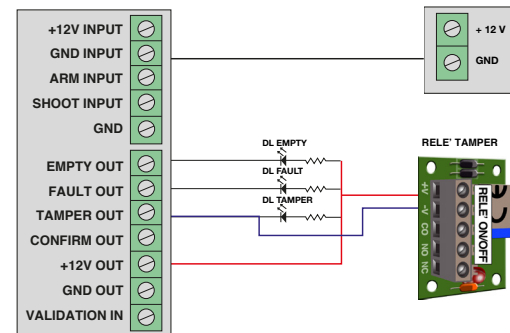 +12V INPUT
GND INPUT
ARM INPUT
SHOOT INPUT
GND
EMPTY OUT
FAULT OUT
TAMPER OUT
CONFIRM OUT
+12V OUT
GND OUT
VALIDATION IN
DL EMPTY
DL FAULT
DL TAMPER
+ 12 V
GND
RELE' TAMPER
+V
-V
CO
NO
NC
RELE' ON/OFF
CE